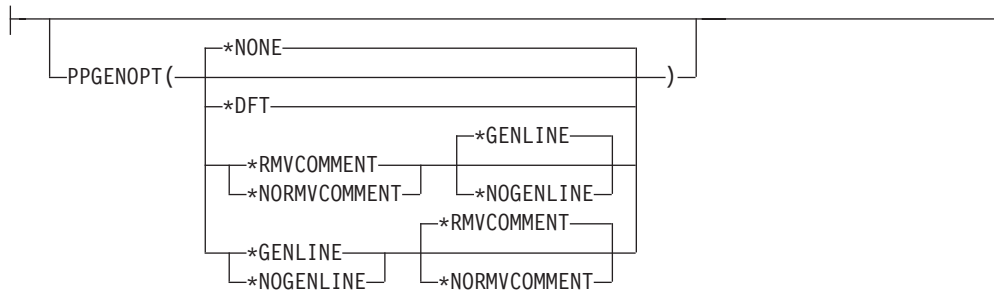 *NONE
PPGENOPT( )
*DFT
*GENLINE
*RMVCOMMENT
*NORMVCOMMENT *NOGENLINE
*RMVCOMMENT
*GENLINE
*NOGENLINE *NORMVCOMMENT